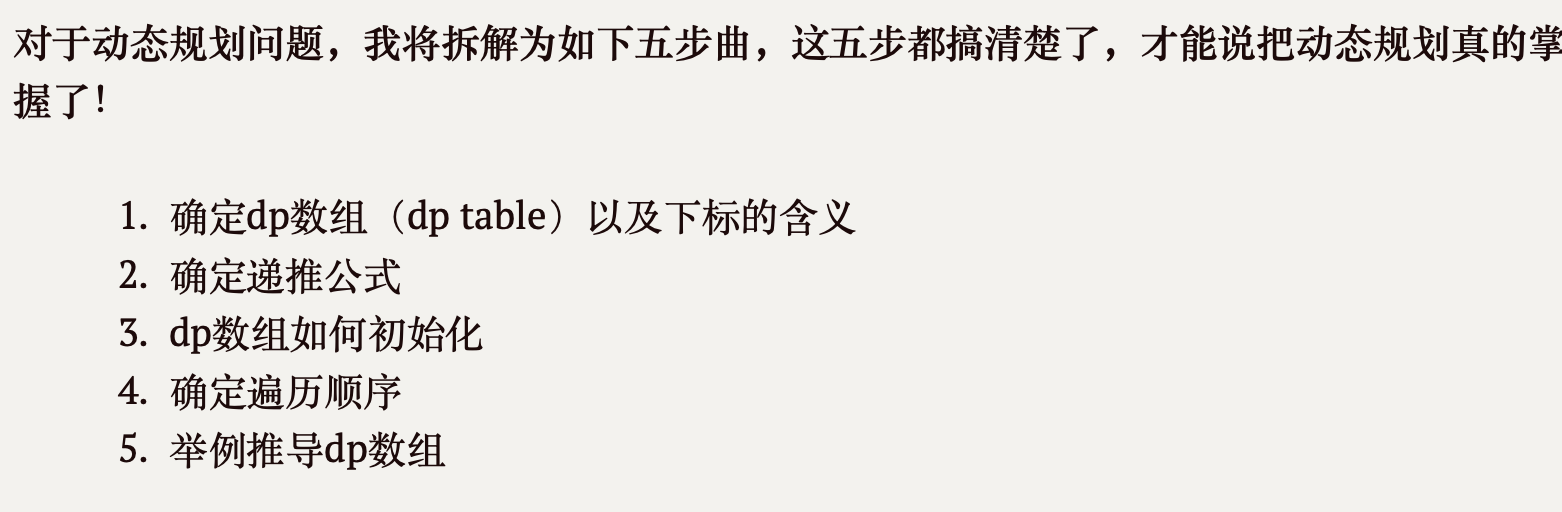 对于动态规划问题，我将拆解为如下五步曲，这五步都搞清楚了，才能说把动态规划真的掌
握了！
1. 确定dp数组（dp table）以及下标的含义
2. 确定递推公式
3. dp数组如何初始化
4. 确定遍历顺序
5. 举例推导dp数组